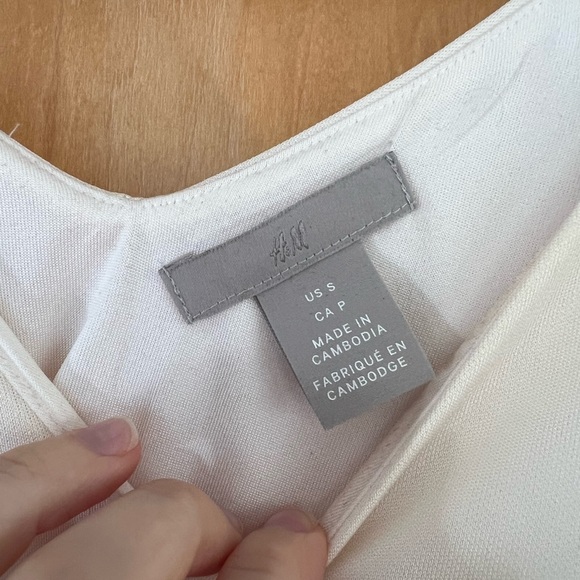 H&M
US S
CA P
MADE IN
CAMBODIA
FABRIQUÉ EN
CAMBODGE